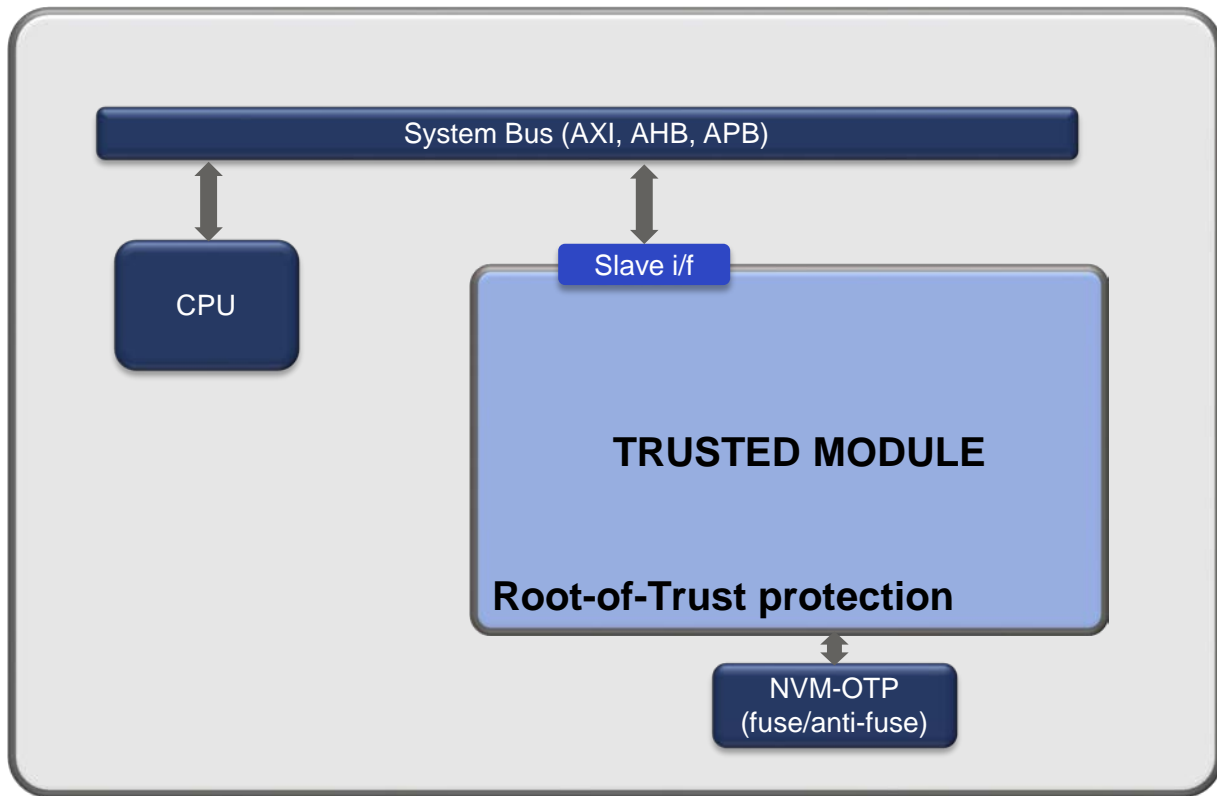 System Bus (AXI, AHB, APB)
Slave i/f
CPU
TRUSTED MODULE
Root-of-Trust protection
NVM-OTP
(fuse/anti-fuse)